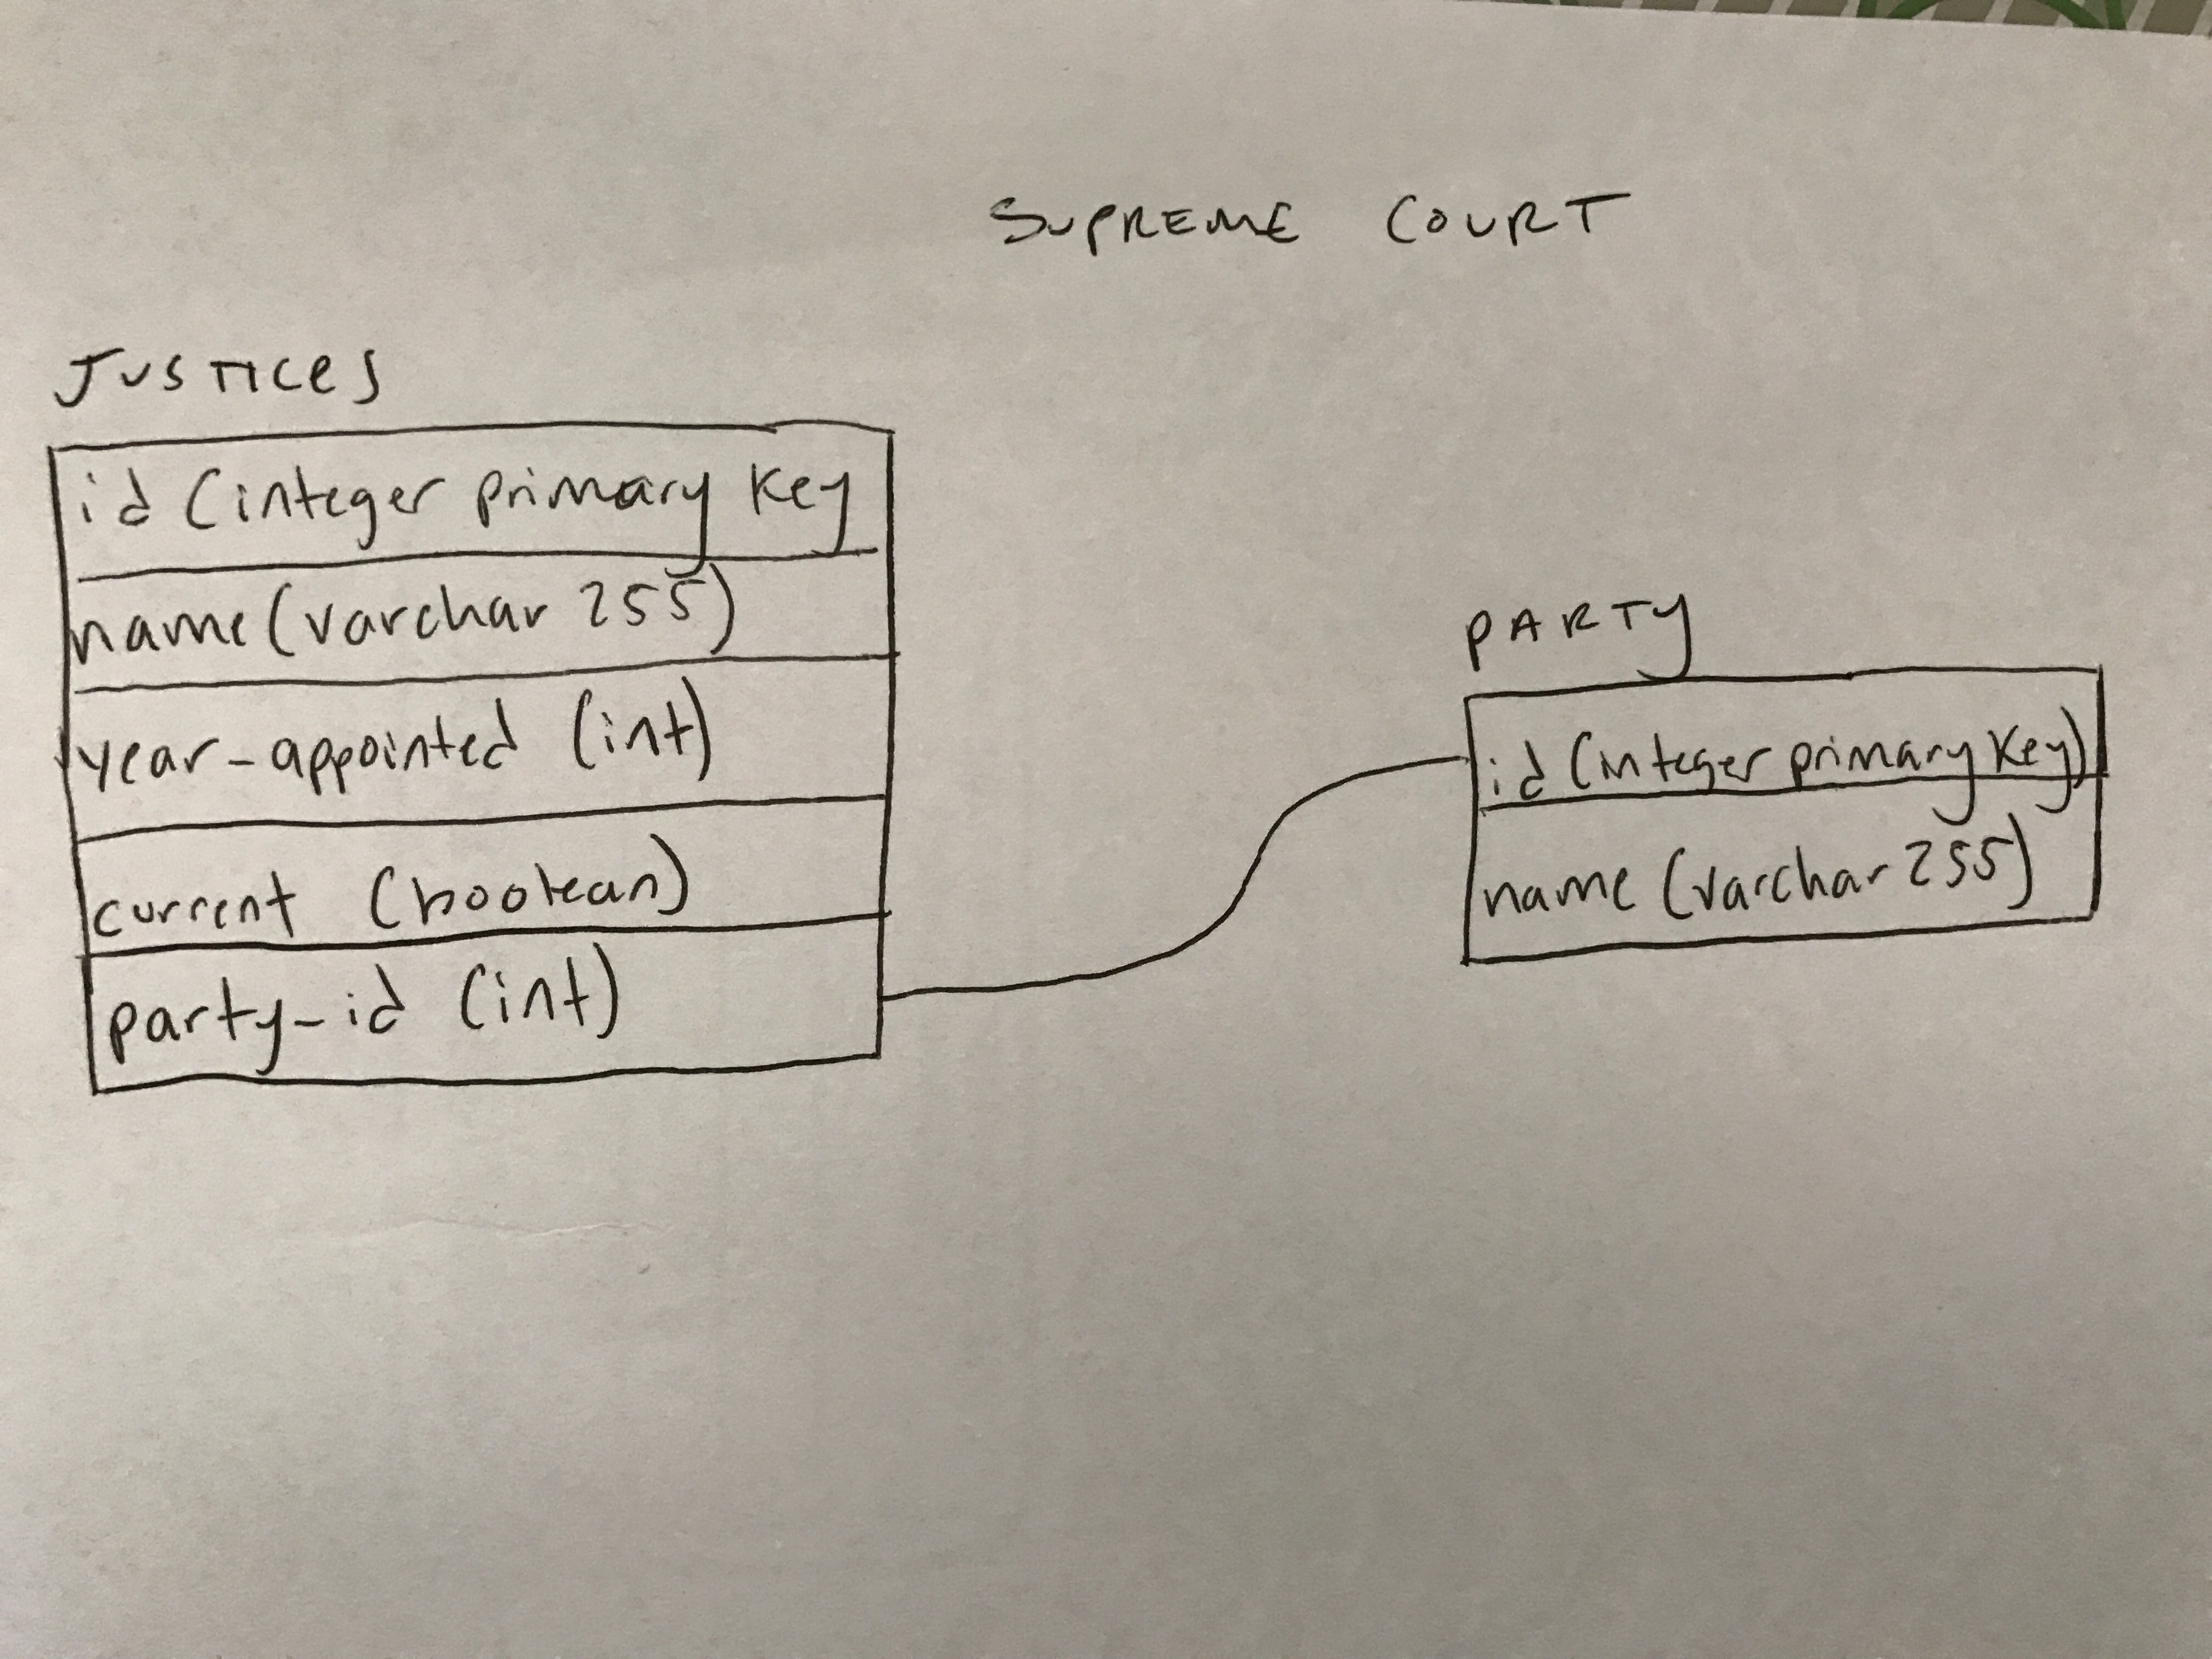 SUPREME COURT
JUSTICES
id (integer primary key
name (varchar 255)
year-appointed (int)
current (boolean)
party-id (int)
PARTY
id (integer primary key)
name (varchar 255)